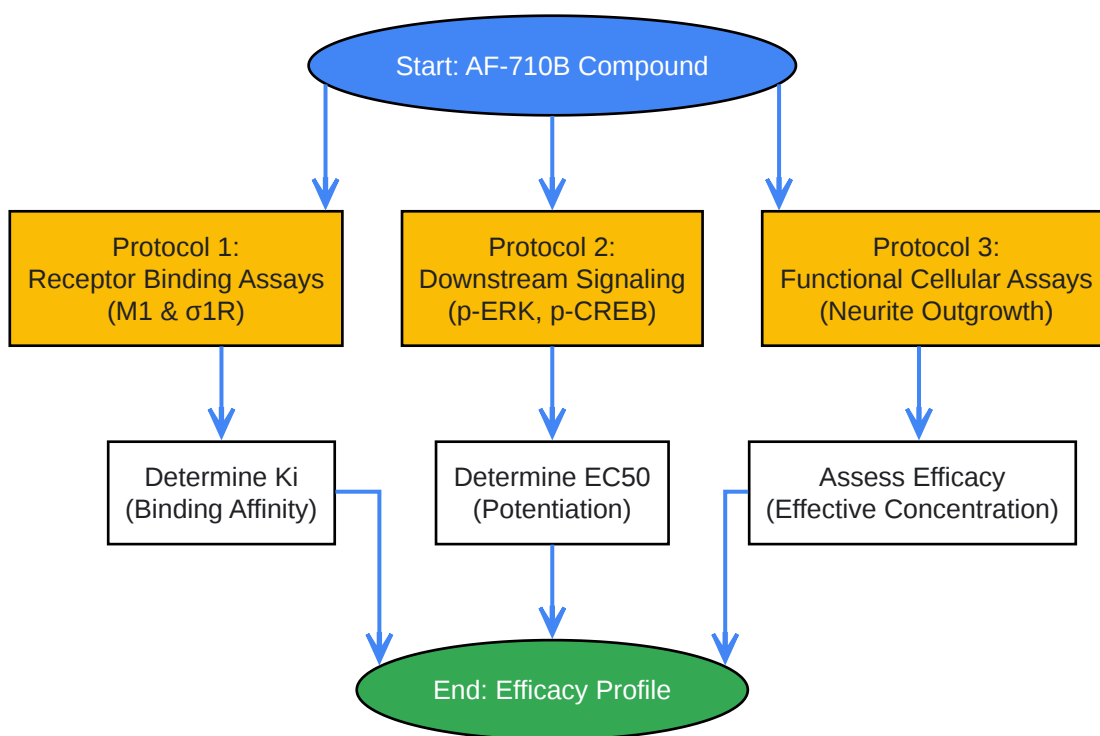 Start: AF-710B Compound
Protocol 1:
Receptor Binding Assays
(M1 & σ1R)
Protocol 2:
Downstream Signaling
(p-ERK, p-CREB)
Protocol 3:
Functional Cellular Assays
(Neurite Outgrowth)
Determine Ki
(Binding Affinity)
Determine EC50
(Potentiation)
Assess Efficacy
(Effective Concentration)
End: Efficacy Profile